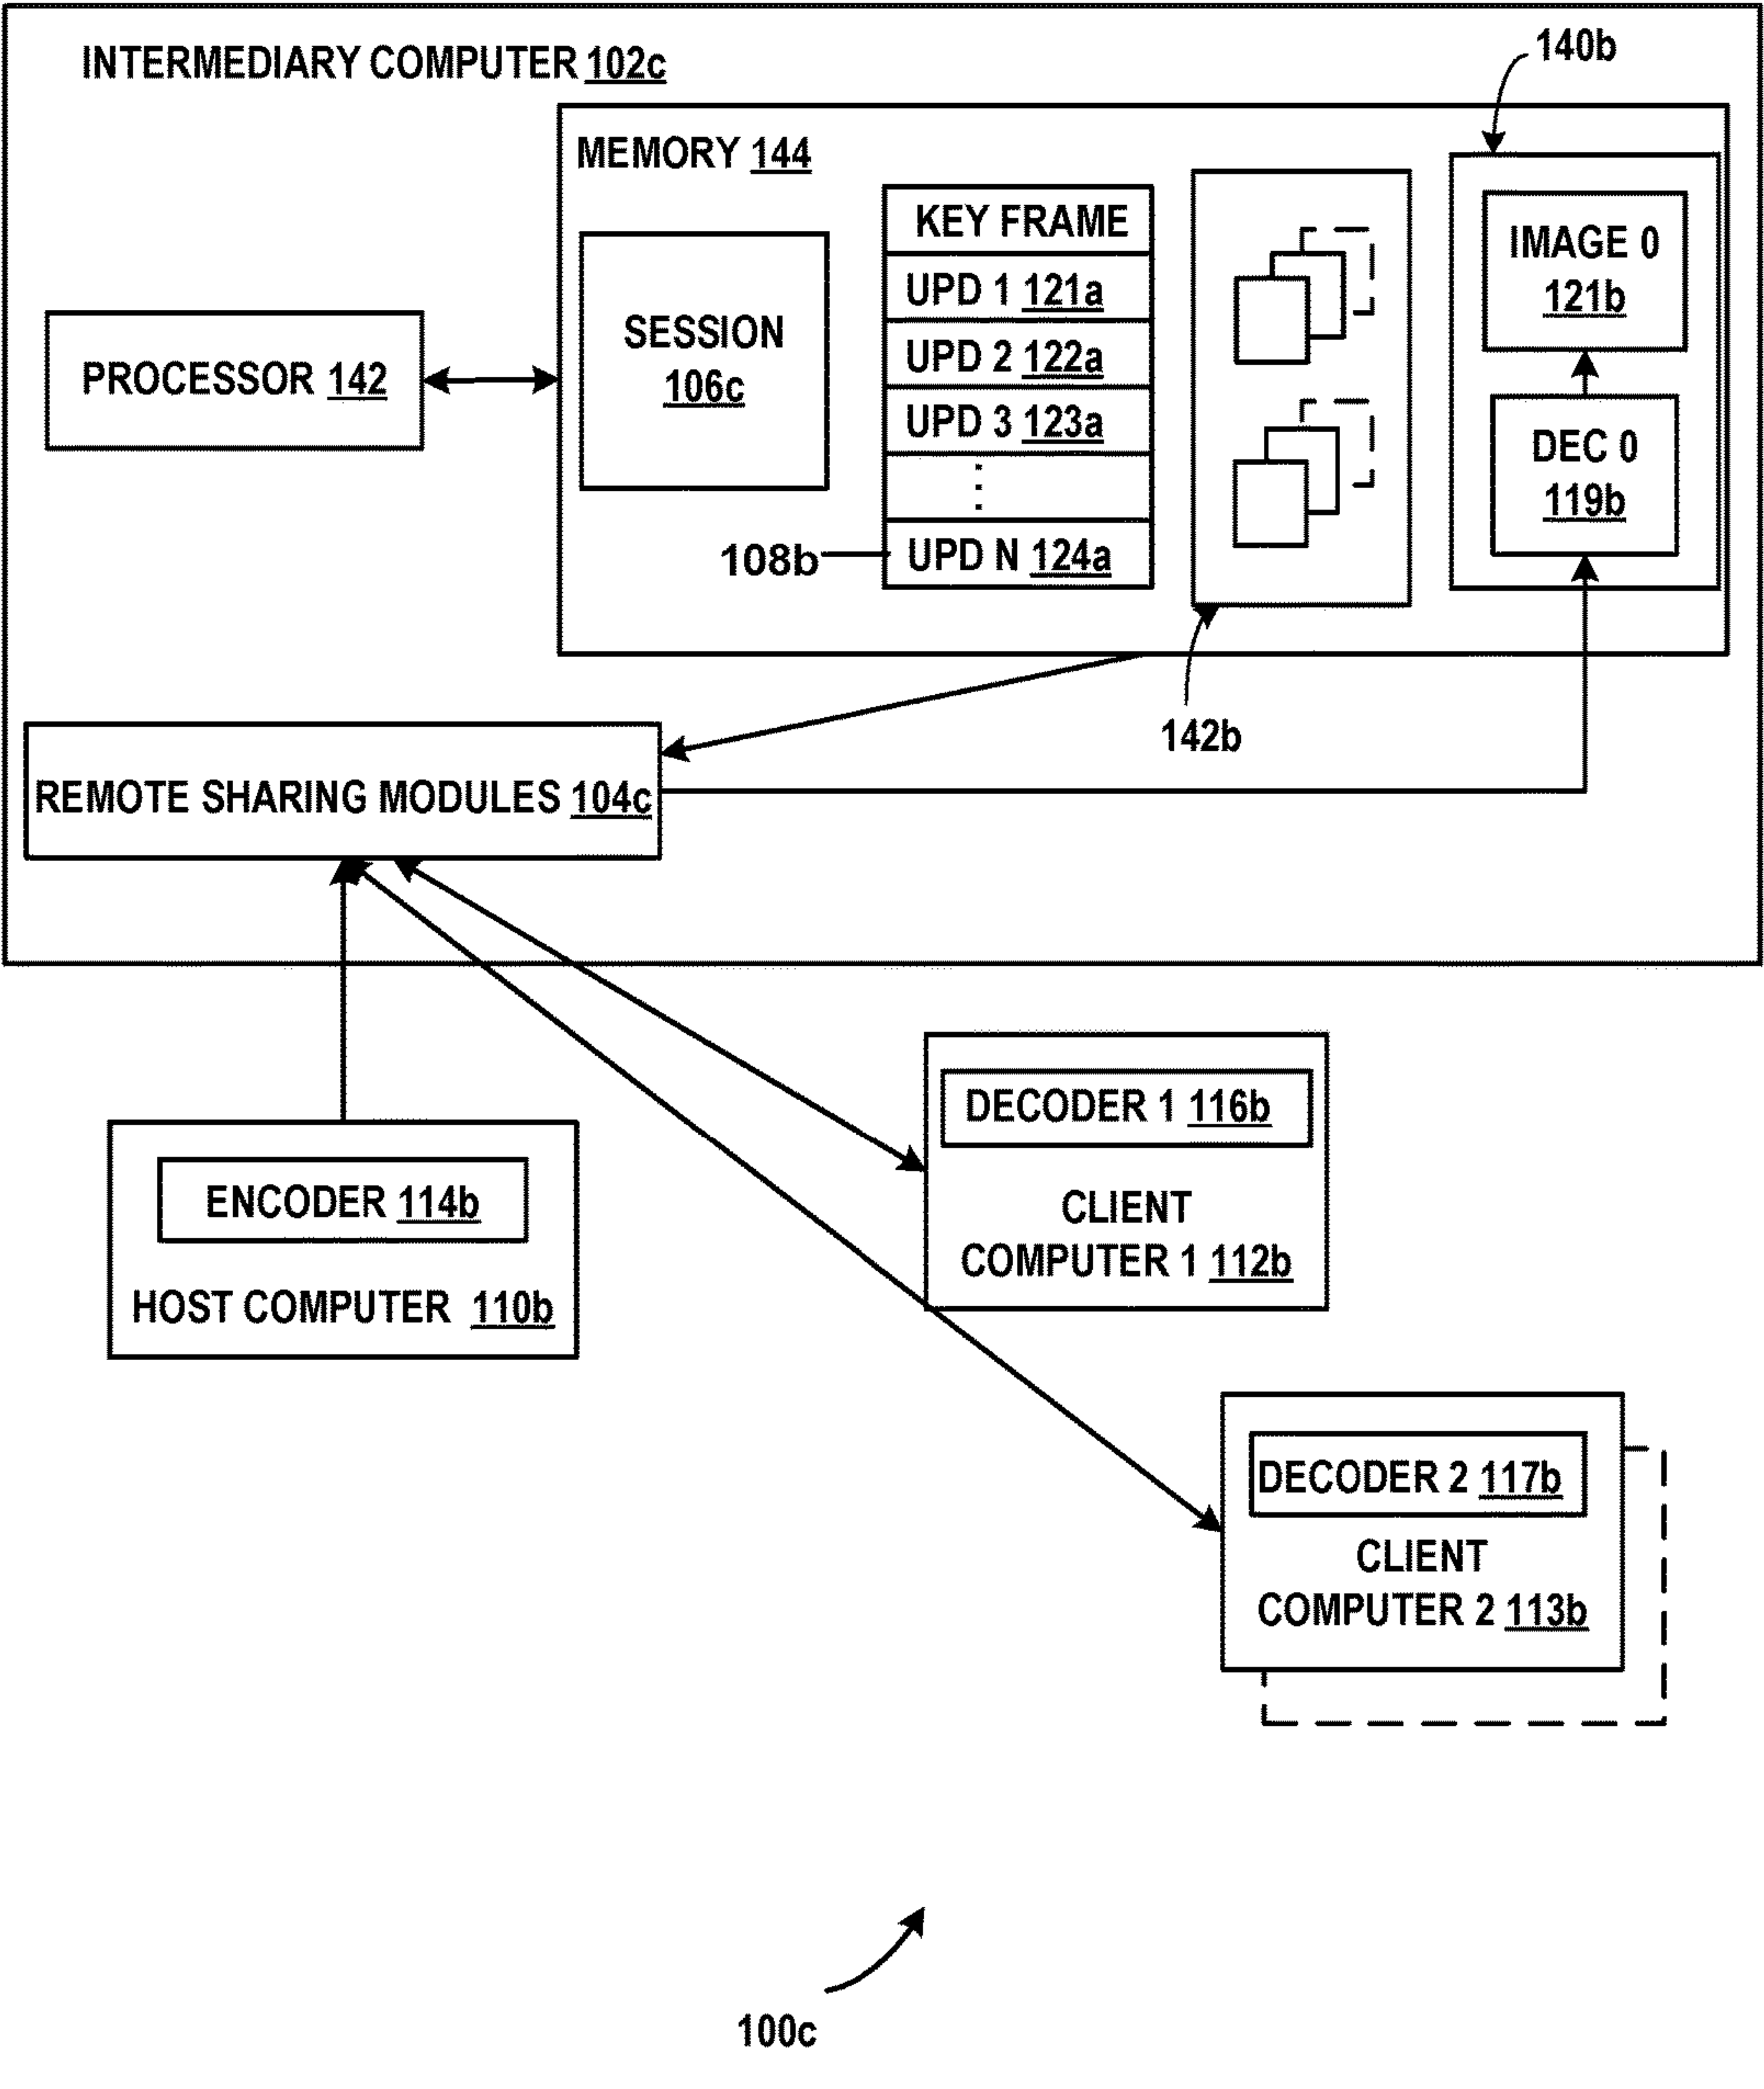 INTERMEDIARY COMPUTER 102c
140b
MEMORY 144
SESSION
106c
KEY FRAME
UPD 1 121a
UPD 2 122a
UPD 3 123a
⋮
UPD N 124a
108b
IMAGE 0
121b
DEC 0
119b
PROCESSOR 142
142b
REMOTE SHARING MODULES 104c
DECODER 1 116b
CLIENT
COMPUTER 1 112b
ENCODER 114b
HOST COMPUTER 110b
DECODER 2 117b
CLIENT
COMPUTER 2 113b
100c